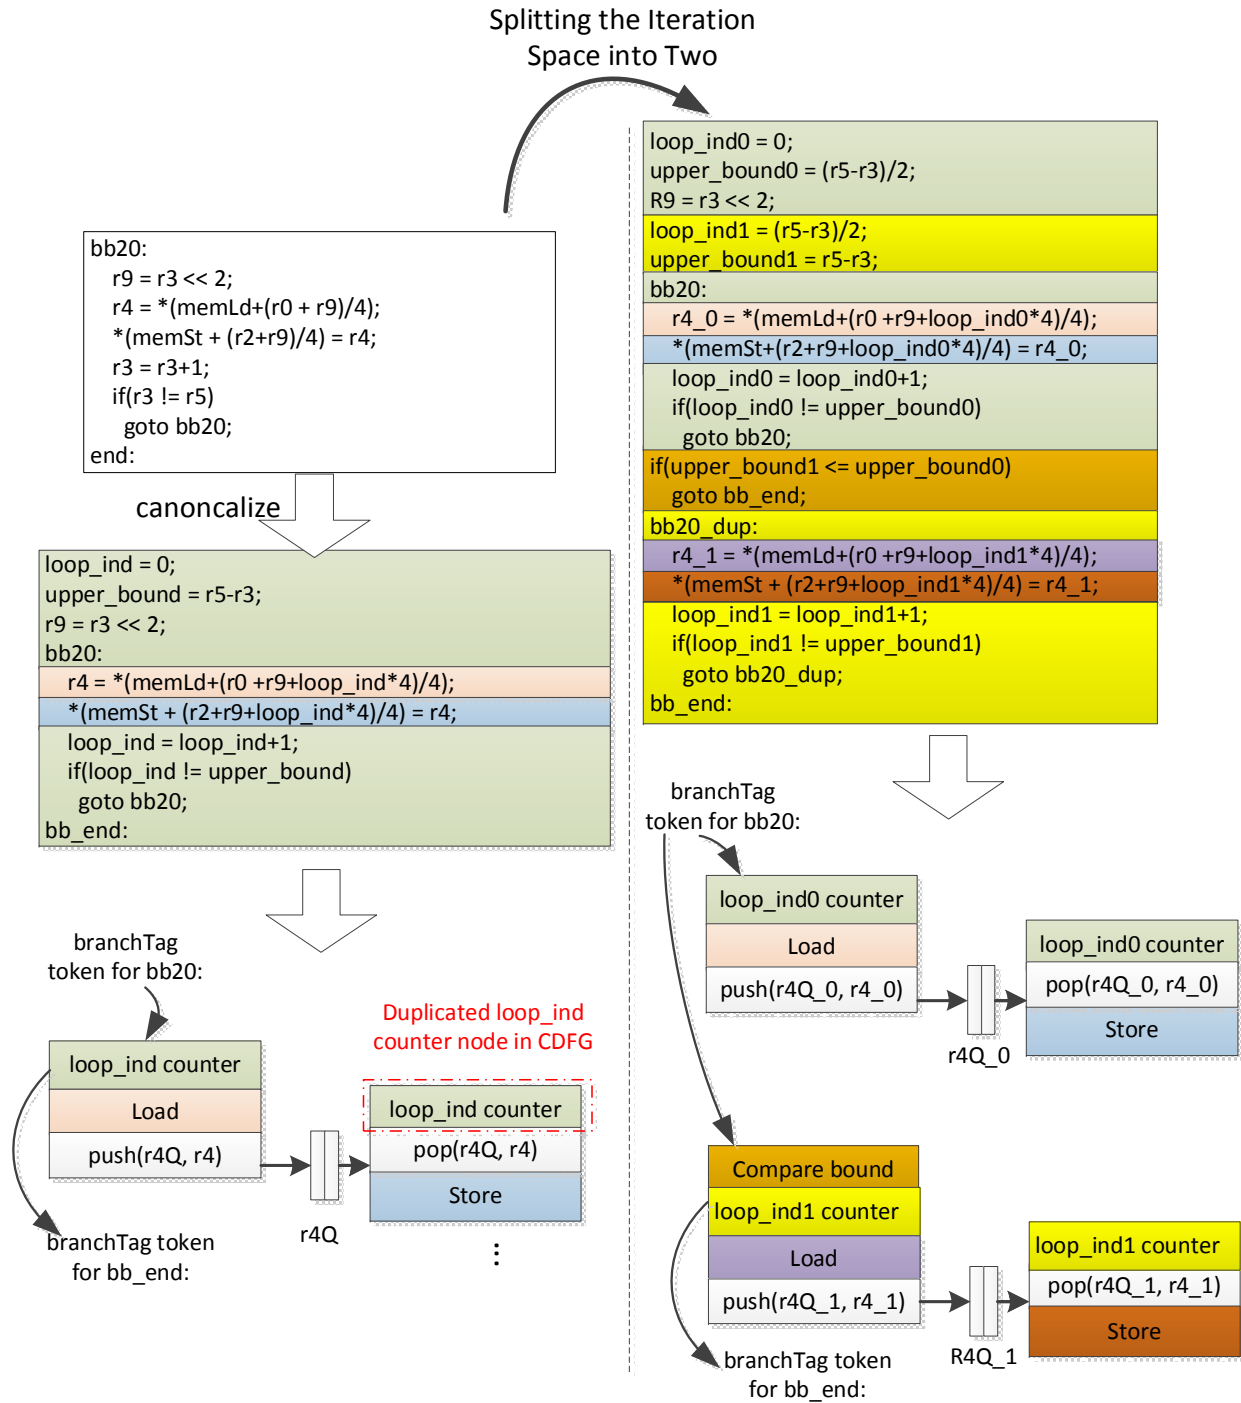 Splitting the Iteration
Space into Two
bb20:
r9 = r3 << 2;
r4 = *(memLd+(r0 + r9)/4);
*(memSt + (r2+r9)/4) = r4;
r3 = r3+1;
if(r3 != r5)
goto bb20;
end:
canoncalize
loop_ind = 0;
upper_bound = r5-r3;
r9 = r3 << 2;
bb20:
r4 = *(memLd+(r0 +r9+loop_ind*4)/4);
*(memSt + (r2+r9+loop_ind*4)/4) = r4;
loop_ind = loop_ind+1;
if(loop_ind != upper_bound)
goto bb20;
bb_end:
branchTag
token for bb20:
loop_ind counter
Load
push(r4Q, r4)
branchTag token
for bb_end:
r4Q
Duplicated loop_ind
counter node in CDFG
loop_ind counter
pop(r4Q, r4)
Store
...
loop_ind0 = 0;
upper_bound0 = (r5-r3)/2;
R9 = r3 << 2;
loop_ind1 = (r5-r3)/2;
upper_bound1 = r5-r3;
bb20:
r4_0 = *(memLd+(r0 +r9+loop_ind0*4)/4);
*(memSt+(r2+r9+loop_ind0*4)/4) = r4_0;
loop_ind0 = loop_ind0+1;
if(loop_ind0 != upper_bound0)
goto bb20;
if(upper_bound1 <= upper_bound0)
goto bb_end;
bb20_dup:
r4_1 = *(memLd+(r0 +r9+loop_ind1*4)/4);
*(memSt + (r2+r9+loop_ind1*4)/4) = r4_1;
loop_ind1 = loop_ind1+1;
if(loop_ind1 != upper_bound1)
goto bb20_dup;
bb_end:
branchTag
token for bb20:
loop_ind0 counter
Load
push(r4Q_0, r4_0)
r4Q_0
loop_ind0 counter
pop(r4Q_0, r4_0)
Store
Compare bound
loop_ind1 counter
Load
push(r4Q_1, r4_1)
branchTag token
for bb_end:
R4Q_1
loop_ind1 counter
pop(r4Q_1, r4_1)
Store